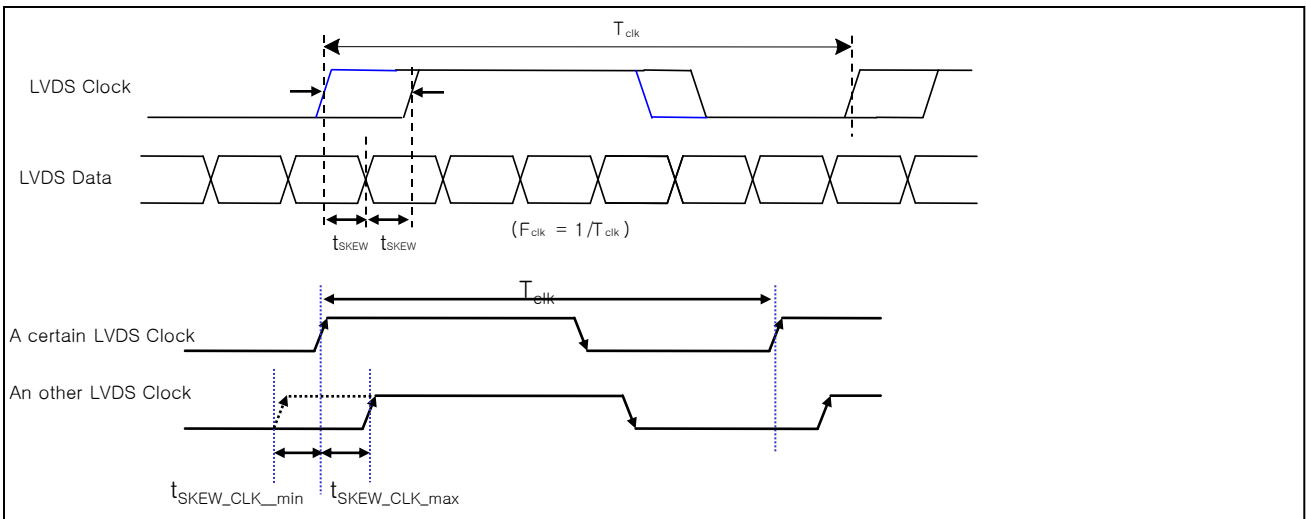 Tclk
LVDS Clock
LVDS Data
tSKEW tSKEW
(Fclk = 1/Tclk)
Tclk
A certain LVDS Clock
An other LVDS Clock
tSKEW_CLK__min tSKEW_CLK_max